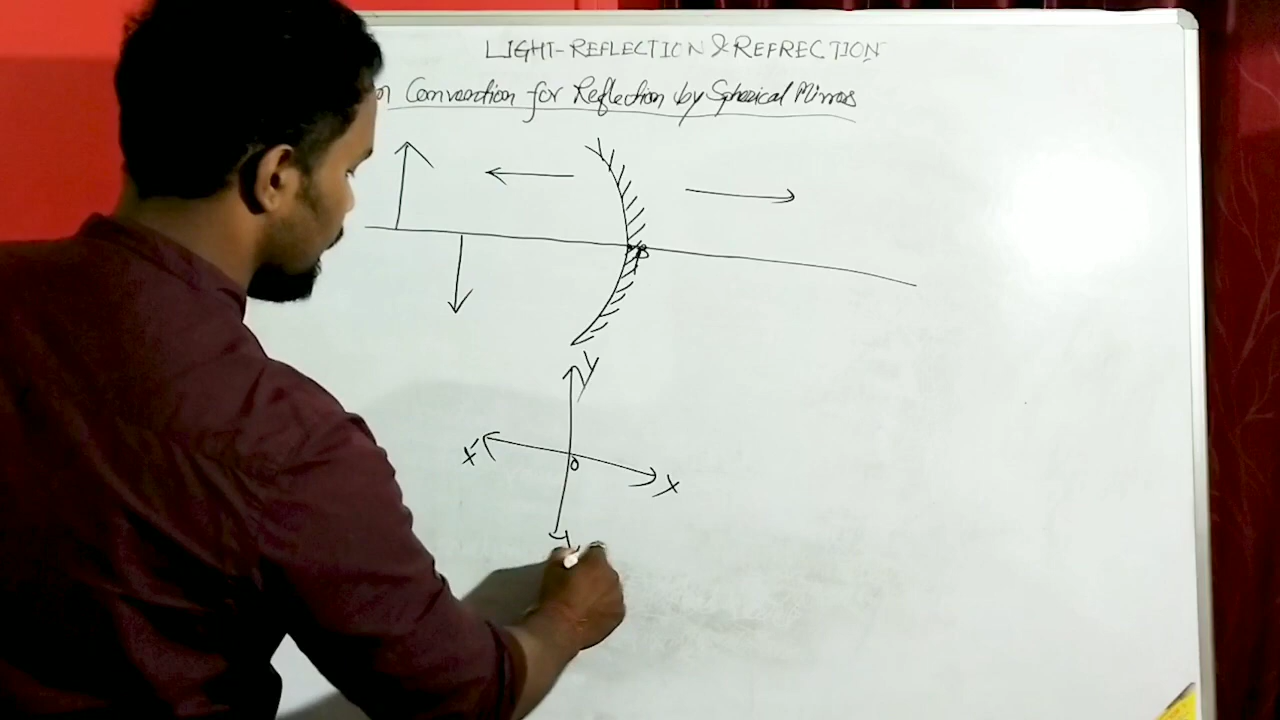 LIGHT-REFLECTION & REFRECTION
Convention for Reflection by Spherical Mirrors
y
X'
O
X